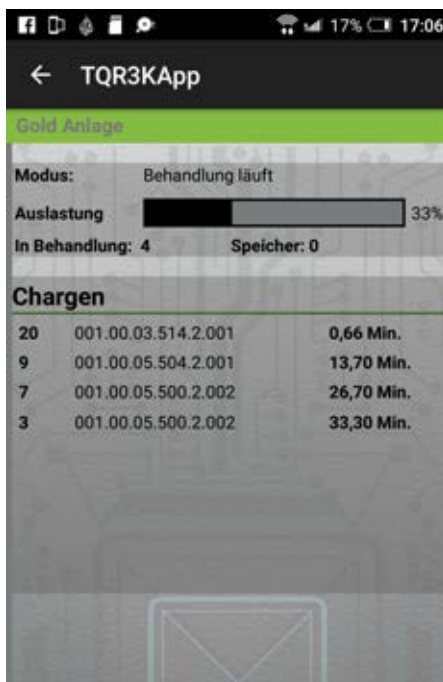 17% 17:06
TQR3KApp
Gold Anlage
Modus: Behandlung läuft
Auslastung 33%
In Behandlung: 4 Speicher: 0
Chargen
20 001.00.03.514.2.001 0,66 Min.
9 001.00.05.504.2.001 13,70 Min.
7 001.00.05.500.2.002 26,70 Min.
3 001.00.05.500.2.002 33,30 Min.